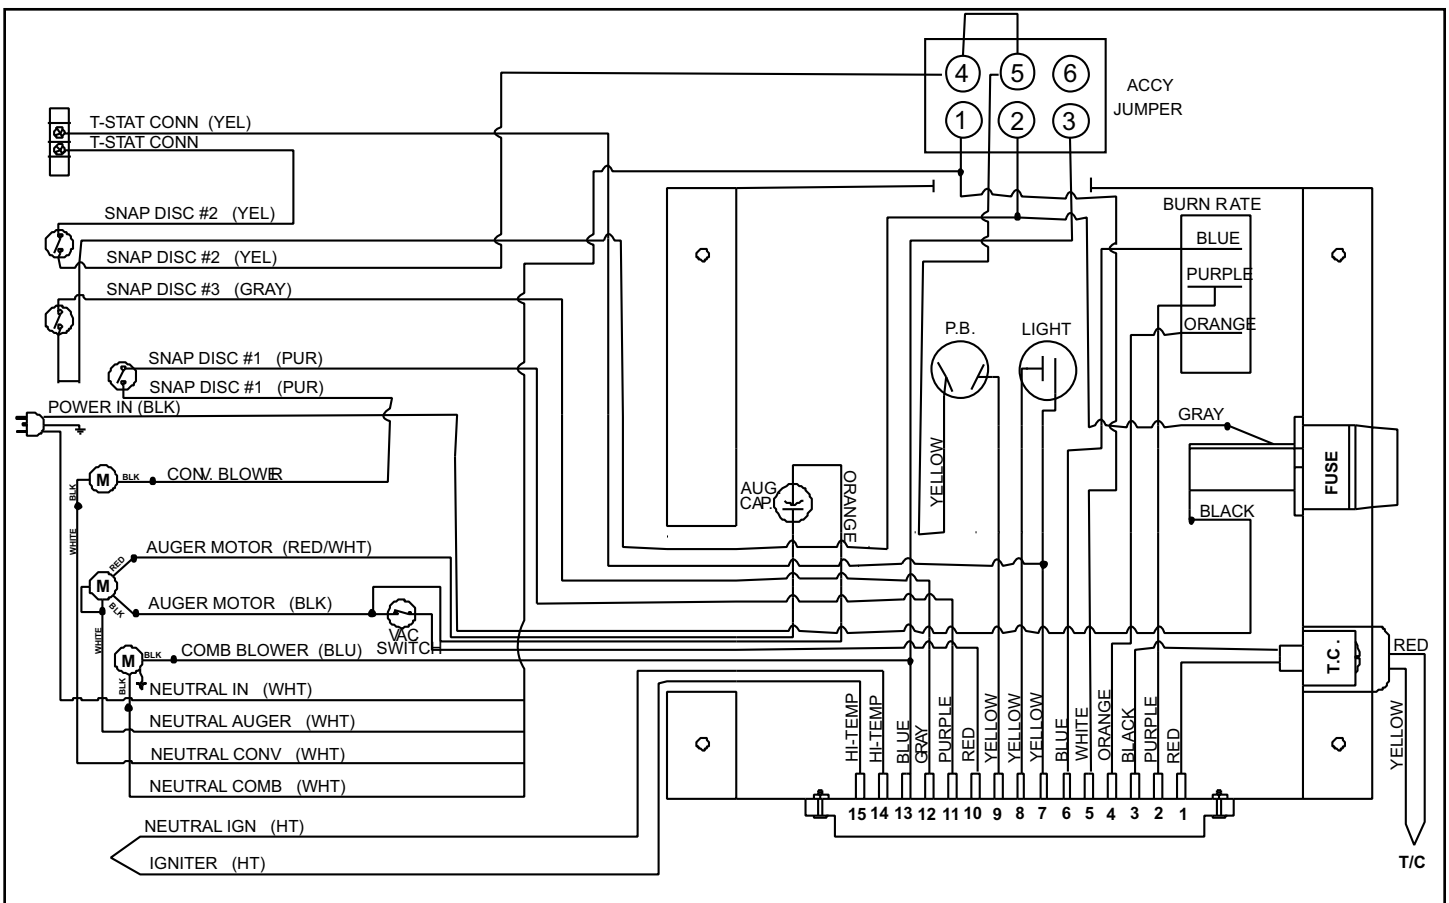 4 5 6
1 2 3
ACCY
JUMPER
T-STAT CONN (YEL)
T-STAT CONN
SNAP DISC #2 (YEL)
SNAP DISC #2 (YEL)
SNAP DISC #3 (GRAY)
SNAP DISC #1 (PUR)
SNAP DISC #1 (PUR)
POWER IN (BLK)
M
BLK
CONV. BLOWER
BLK
WHITE
AUGER MOTOR (RED/WHT)
RED
M
BLK
AUGER MOTOR (BLK)
VAC
SWITCH
WHITE
COMB BLOWER (BLU)
M
BLK
BLK
NEUTRAL IN (WHT)
NEUTRAL AUGER (WHT)
NEUTRAL CONV (WHT)
NEUTRAL COMB (WHT)
NEUTRAL IGN (HT)
IGNITER (HT)
BURN RATE
BLUE
PURPLE
ORANGE
P.B.
LIGHT
YELLOW
AUG.
CAP.
ORANGE
GRAY
FUSE
BLACK
T.C.
RED
YELLOW
T/C
HI-TEMP
HI-TEMP
BLUE
GRAY
PURPLE
RED
YELLOW
YELLOW
YELLOW
BLUE
WHITE
ORANGE
BLACK
PURPLE
RED
15 14 13 12 11 10 9 8 7 6 5 4 3 2 1